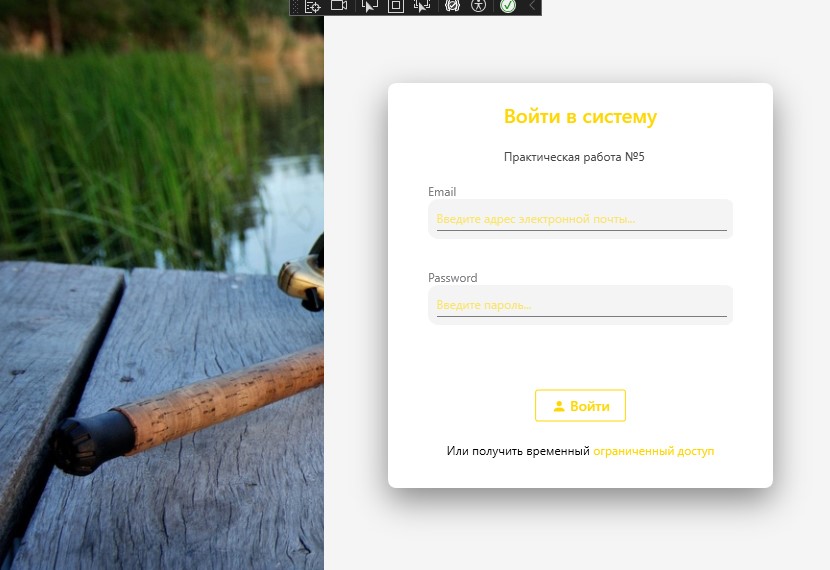 Войти в систему
Практическая работа №5
Email
Введите адрес электронной почты...
Password
Введите пароль...
Войти
Или получить временный ограниченный доступ